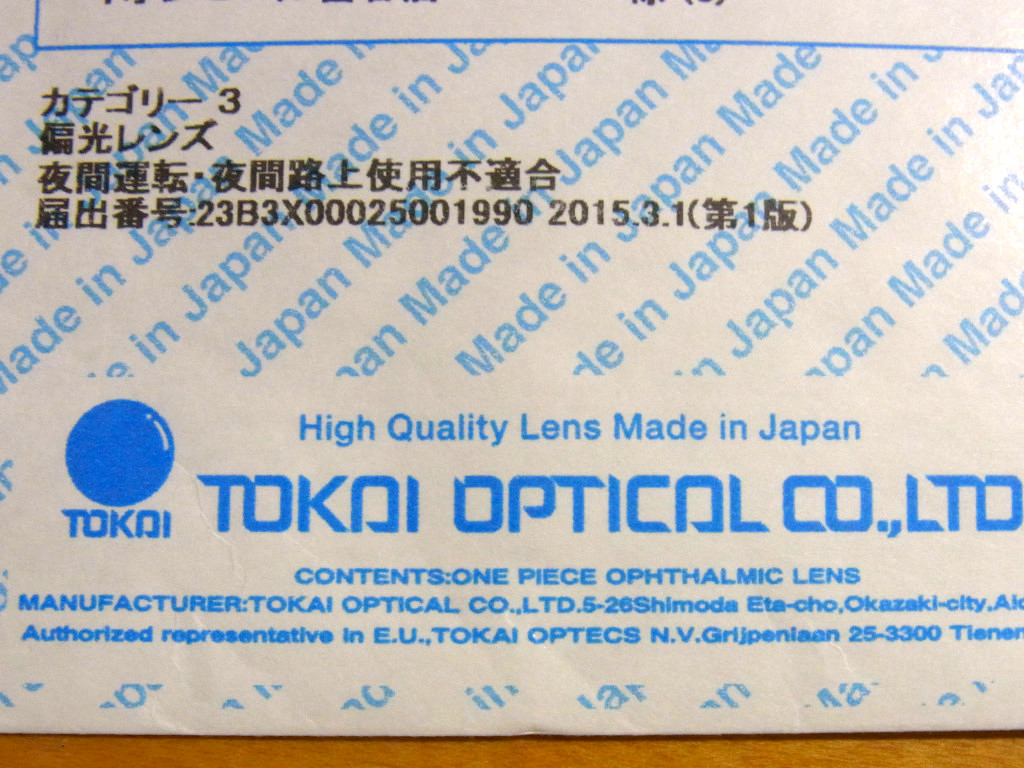 カテゴリー 3
偏光レンズ
夜間運転・夜間路上使用不適合
届出番号:23B3X00025001990 2015.3.1(第1版)
High Quality Lens Made in Japan
TOKAI
TOKAI OPTICAL CO.,LTD
CONTENTS:ONE PIECE OPHTHALMIC LENS
MANUFACTURER:TOKAI OPTICAL CO.,LTD.5-26Shimoda Eta-cho,Okazaki-city,Aic
Authorized representative in E.U.,TOKAI OPTECS N.V.Grijpenlaan 25-3300 Tienen